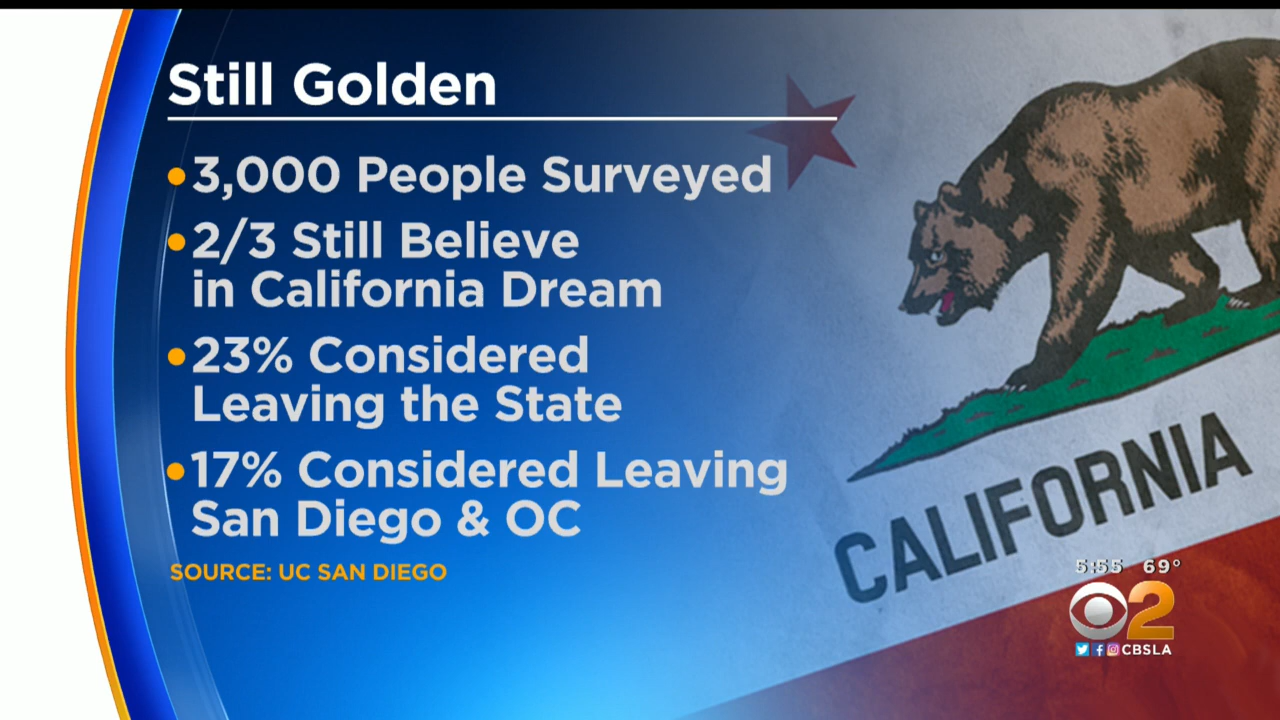 Still Golden
3,000 People Surveyed
2/3 Still Believe
in California Dream
23% Considered
Leaving the State
17% Considered Leaving
San Diego & OC
SOURCE: UC SAN DIEGO
CALIFORNIA
5:55 69°
2
CBSLA